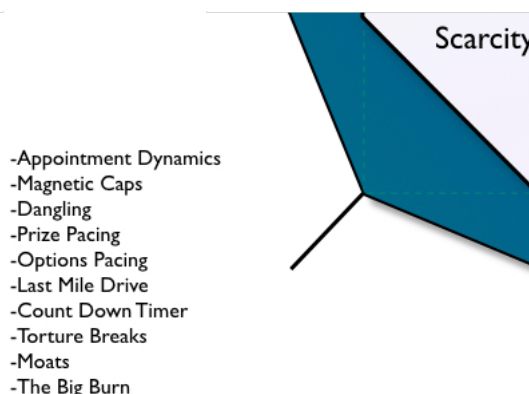 Scarcity
-Appointment Dynamics
-Magnetic Caps
-Dangling
-Prize Pacing
-Options Pacing
-Last Mile Drive
-Count Down Timer
-Torture Breaks
-Moats
-The Big Burn